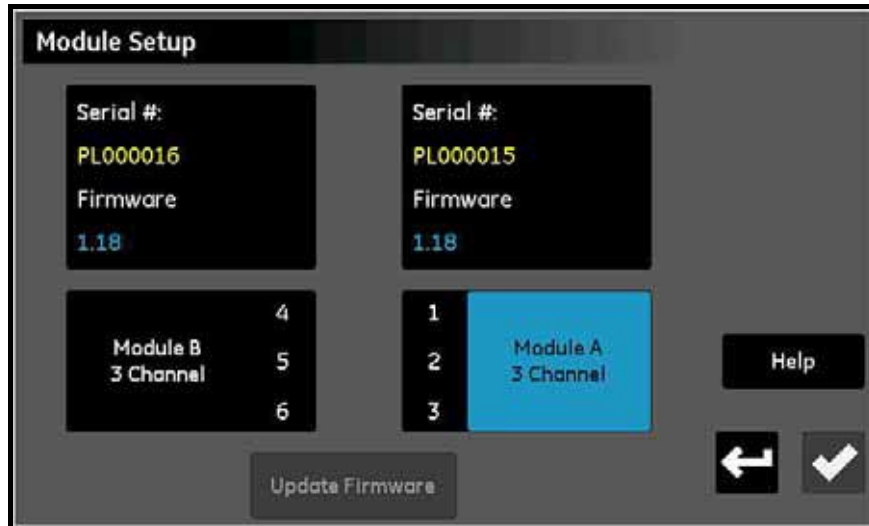 Module Setup
Serial #:
PL000016
Firmware
1.18
Serial #:
PL000015
Firmware
1.18
Module B
3 Channel
4
5
6
1
2
3
Module A
3 Channel
Help
Update Firmware